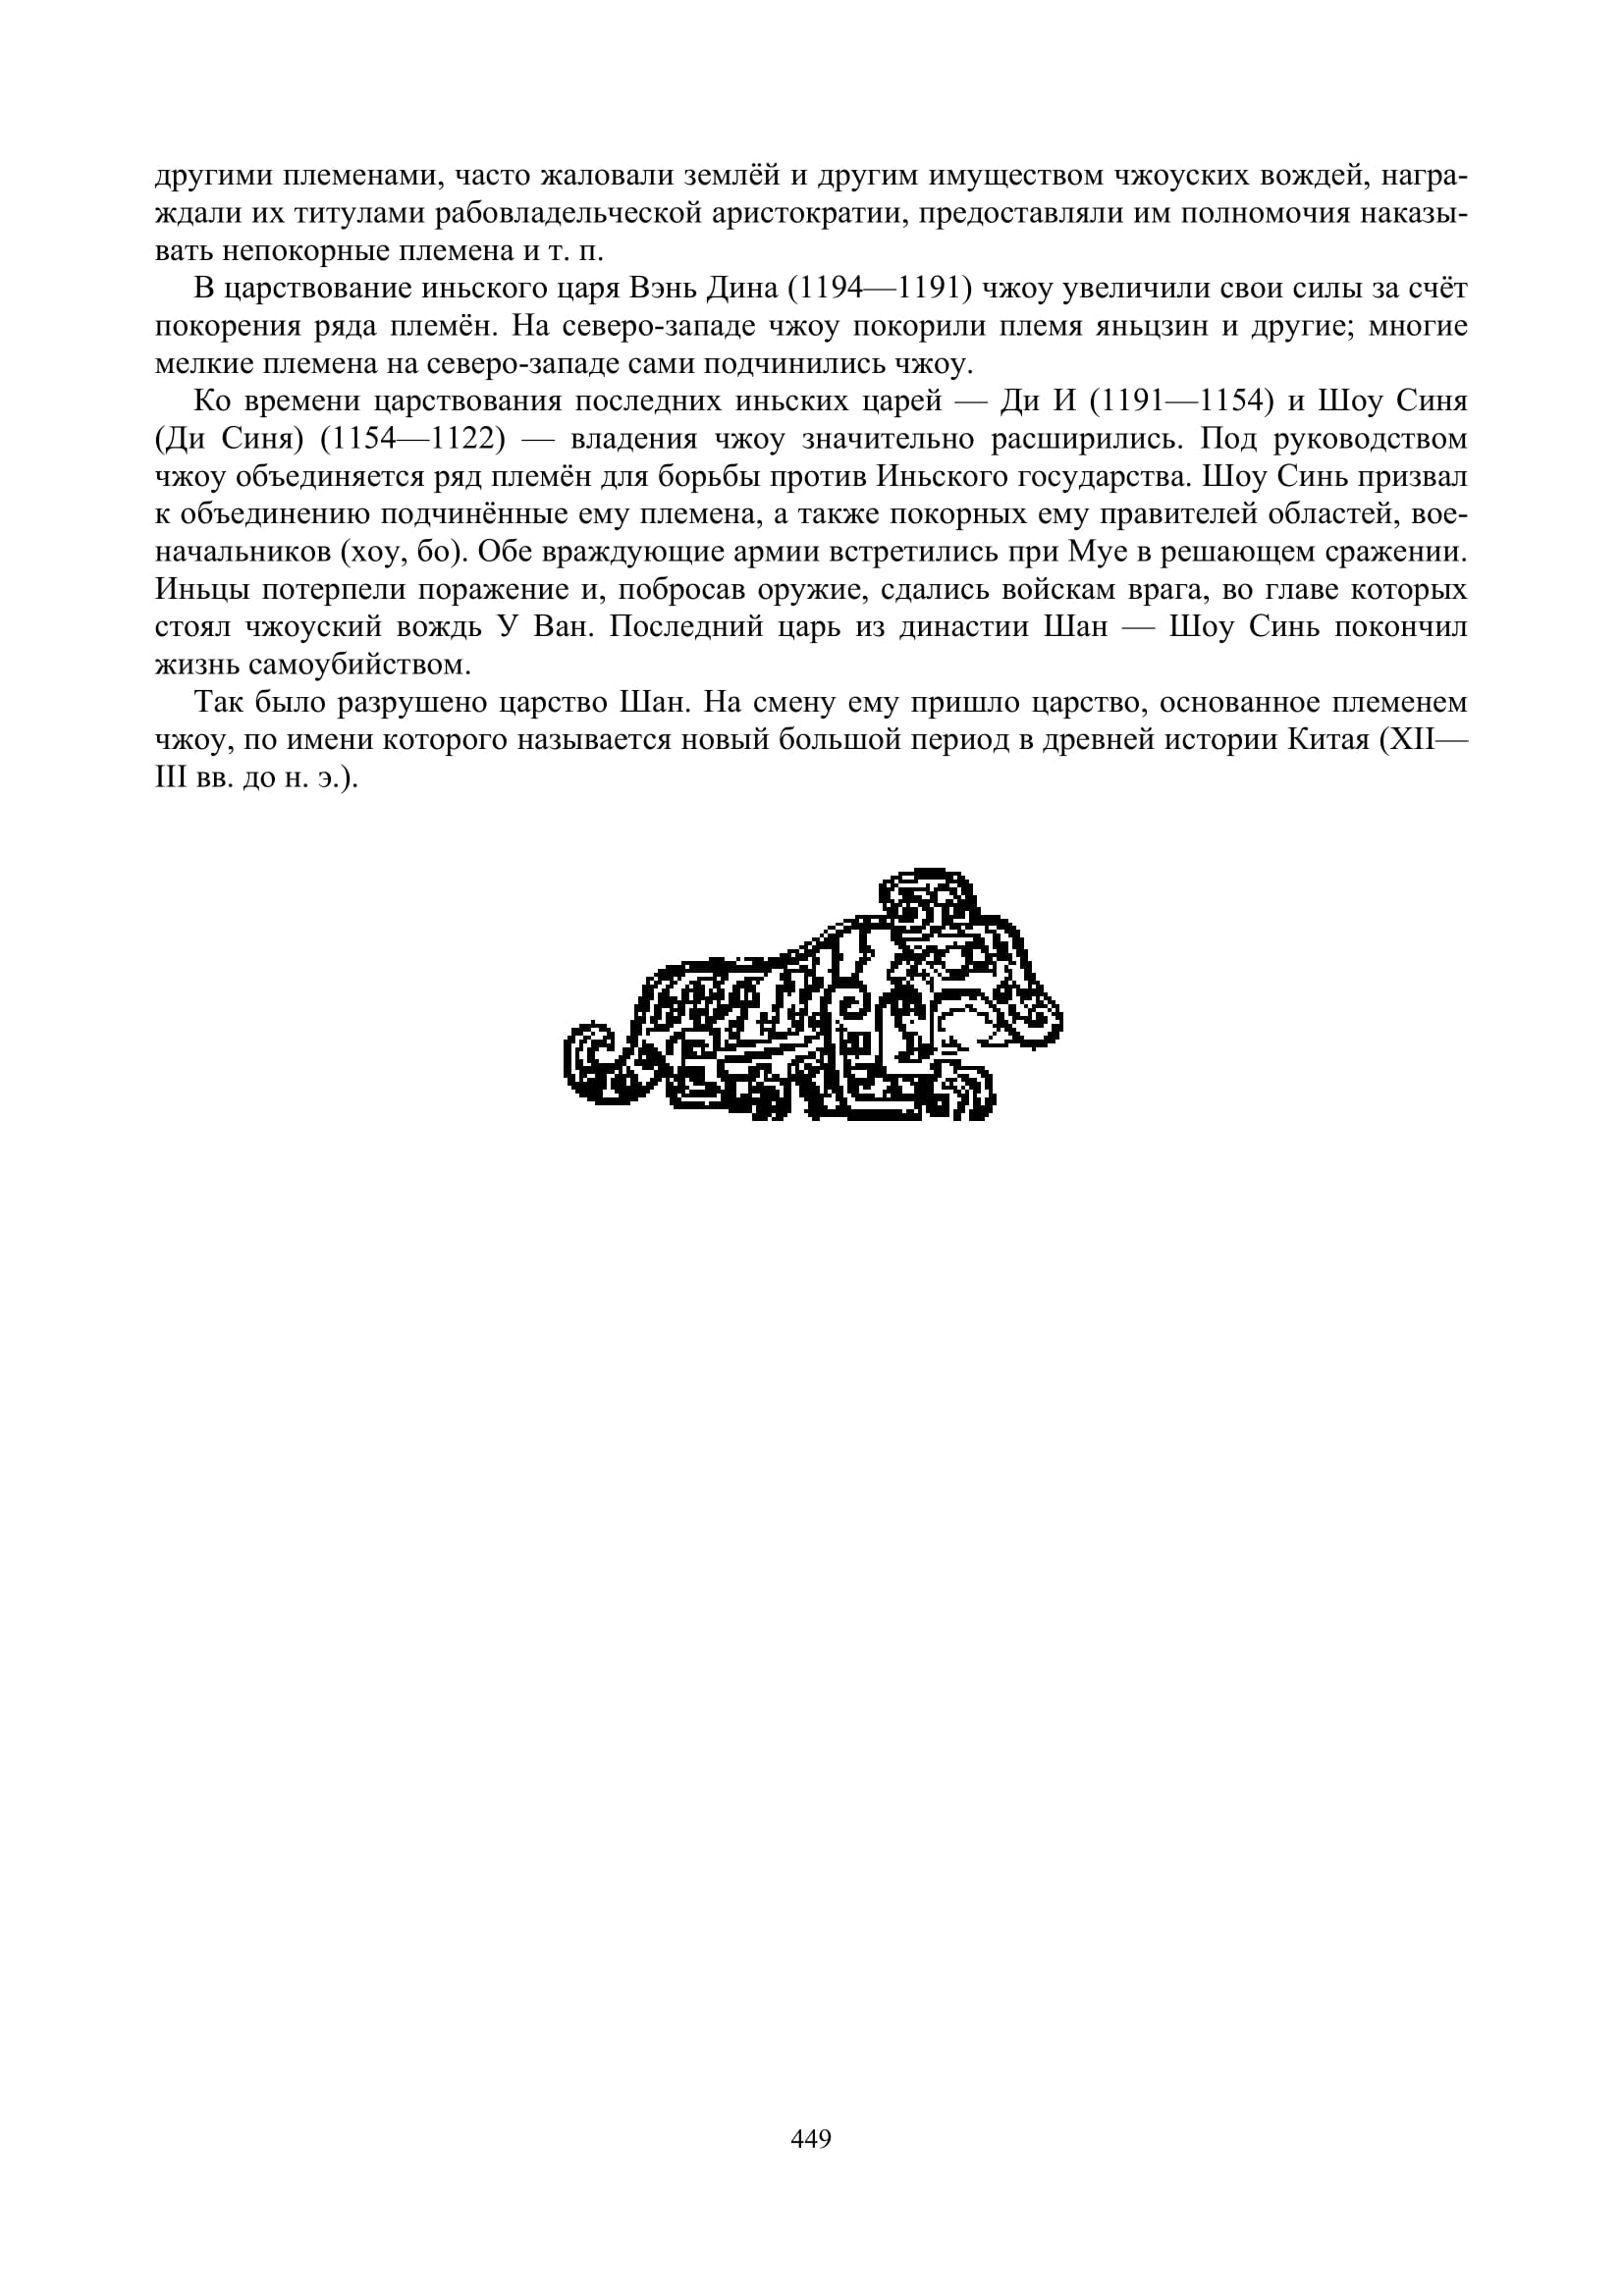 другими племенами, часто жаловали землёй и другим имуществом чжоуских вождей, награ-
ждали их титулами рабовладельческой аристократии, предоставляли им полномочия наказы-
вать непокорные племена и т. п.
В царствование иньского царя Вэнь Дина (1194—1191) чжоу увеличили свои силы за счёт
покорения ряда племён. На северо-западе чжоу покорили племя яньцзин и другие; многие
мелкие племена на северо-западе сами подчинились чжоу.
Ко времени царствования последних иньских царей — Ди И (1191—1154) и Шоу Синя
(Ди Синя) (1154—1122) — владения чжоу значительно расширились. Под руководством
чжоу объединяется ряд племён для борьбы против Иньского государства. Шоу Синь призвал
к объединению подчинённые ему племена, а также покорных ему правителей областей, вое-
начальников (хоу, бо). Обе враждующие армии встретились при Муе в решающем сражении.
Иньцы потерпели поражение и, побросав оружие, сдались войскам врага, во главе которых
стоял чжоуский вождь У Ван. Последний царь из династии Шан — Шоу Синь покончил
жизнь самоубийством.
Так было разрушено царство Шан. На смену ему пришло царство, основанное племенем
чжоу, по имени которого называется новый большой период в древней истории Китая (XII—
III вв. до н. э.).
449